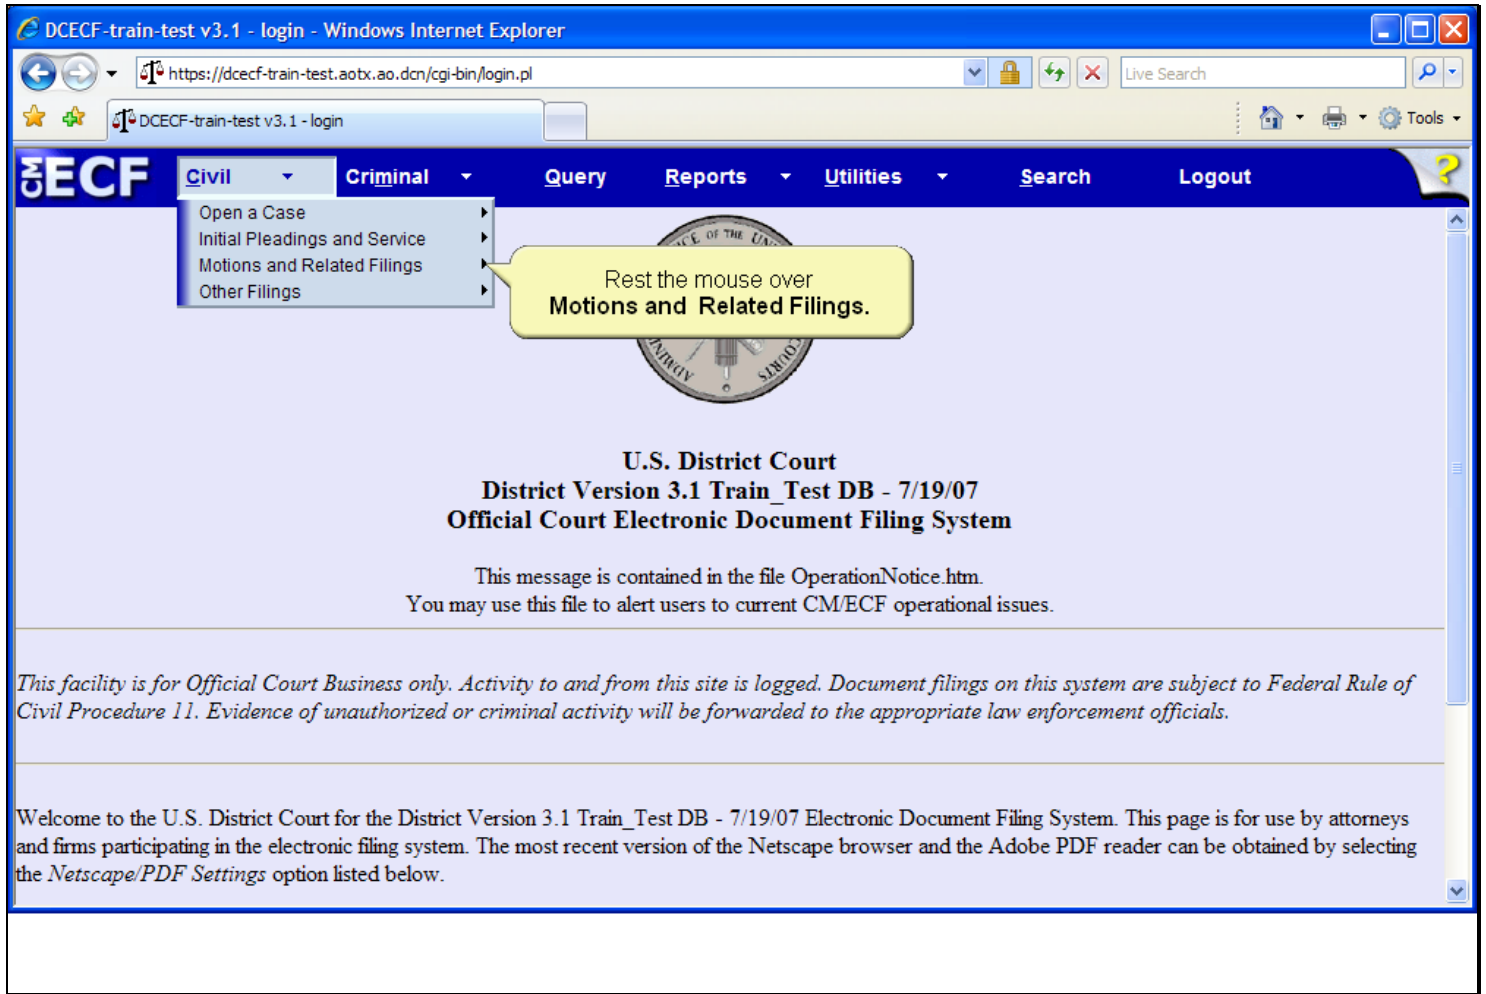 DCECF-train-test v3.1 - login - Windows Internet Explorer
https://dcecf-train-test.aotx.ao.dcn/cgi-bin/login.pl
Live Search
DCECF-train-test v3.1 - login
Tools
CM ECF Civil Criminal Query Reports Utilities Search Logout ?
Open a Case
Initial Pleadings and Service
Motions and Related Filings
Other Filings
OF THE
Rest the mouse over
Motions and Related Filings.
COURTS
U.S. District Court
District Version 3.1 Train_Test DB - 7/19/07
Official Court Electronic Document Filing System
This message is contained in the file OperationNotice.htm.
You may use this file to alert users to current CM/ECF operational issues.
This facility is for Official Court Business only. Activity to and from this site is logged. Document filings on this system are subject to Federal Rule of
Civil Procedure 11. Evidence of unauthorized or criminal activity will be forwarded to the appropriate law enforcement officials.
Welcome to the U.S. District Court for the District Version 3.1 Train_Test DB - 7/19/07 Electronic Document Filing System. This page is for use by attorneys
and firms participating in the electronic filing system. The most recent version of the Netscape browser and the Adobe PDF reader can be obtained by selecting
the Netscape/PDF Settings option listed below.